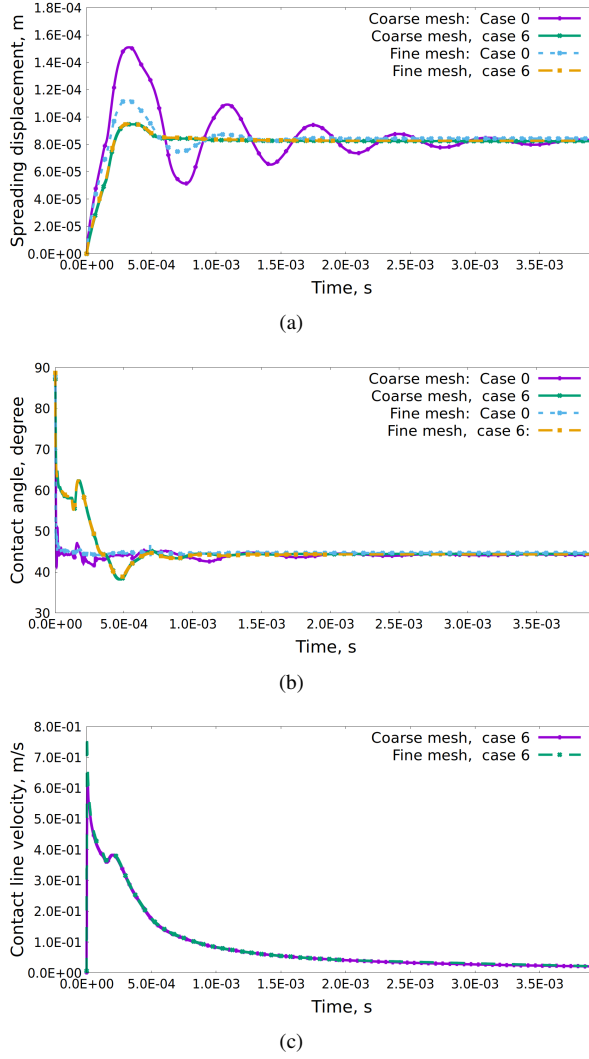 Spreading displacement, m
1.8E-04
1.6E-04
1.4E-04
1.2E-04
1.0E-04
8.0E-05
6.0E-05
4.0E-05
2.0E-05
0.0E+00
Coarse mesh: Case 0
Coarse mesh, case 6
Fine mesh: Case 0
Fine mesh, case 6
0.0E+00 5.0E-04 1.0E-03 1.5E-03 2.0E-03 2.5E-03 3.0E-03 3.5E-03
Time, s
(a)
Contact angle, degree
90
80
70
60
50
40
30
Coarse mesh: Case 0
Coarse mesh, case 6
Fine mesh: Case 0
Fine mesh, case 6:
0.0E+00 5.0E-04 1.0E-03 1.5E-03 2.0E-03 2.5E-03 3.0E-03 3.5E-03
Time, s
(b)
Contact line velocity, m/s
8.0E-01
7.0E-01
6.0E-01
5.0E-01
4.0E-01
3.0E-01
2.0E-01
1.0E-01
0.0E+00
Coarse mesh, case 6
Fine mesh, case 6
0.0E+00 5.0E-04 1.0E-03 1.5E-03 2.0E-03 2.5E-03 3.0E-03 3.5E-03
Time, s
(c)